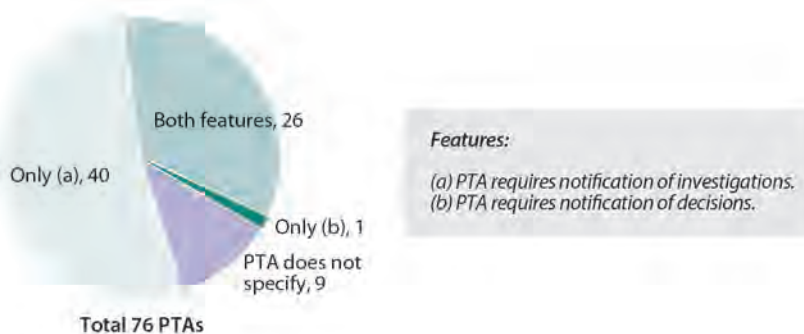 Both features, 26
Only (a), 40
Only (b), 1
PTA does not
specify, 9
Total 76 PTAs
Features:
(a) PTA requires notification of investigations.
(b) PTA requires notification of decisions.